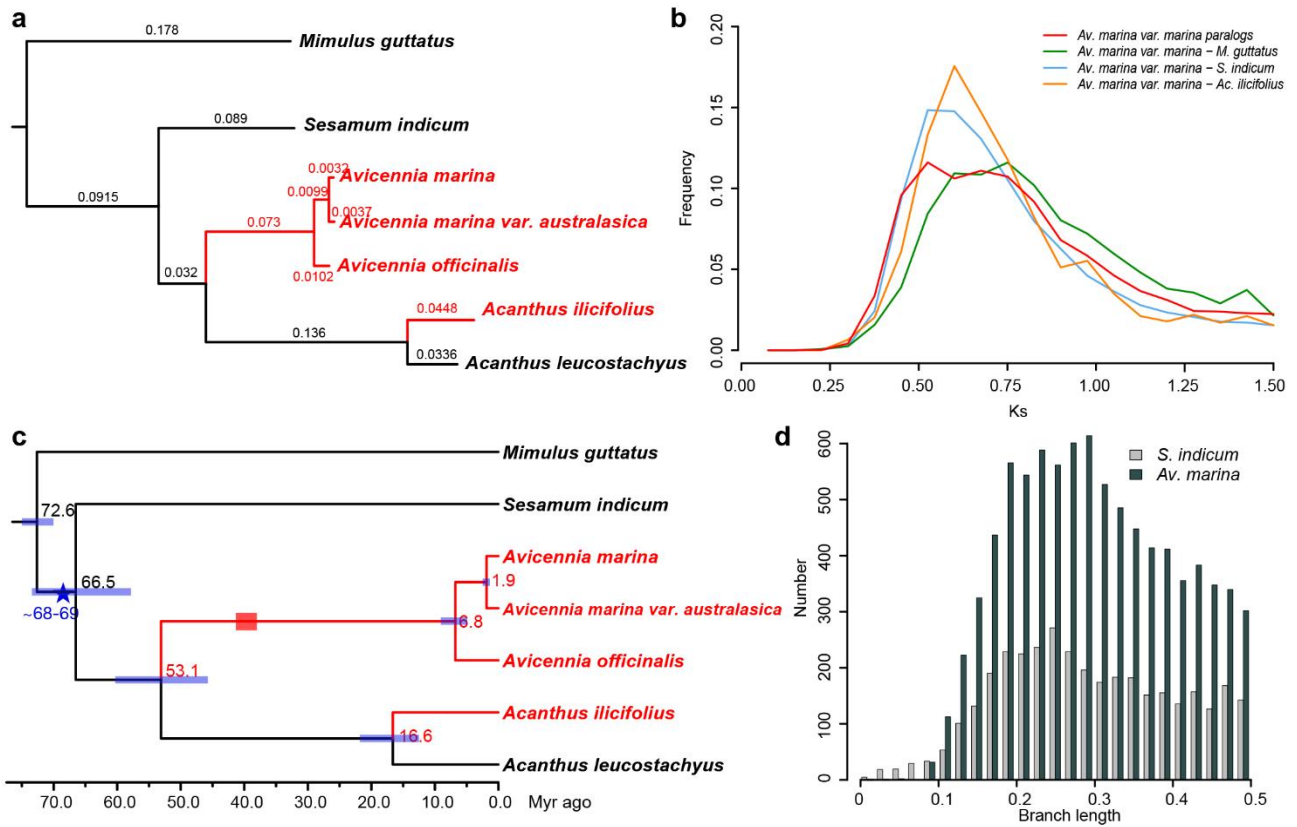 a
0.178
Mimulus guttatus
0.089
Sesamum indicum
0.0032
Avicennia marina
0.0099
0.0915
0.0037
Avicennia marina var. australasica
0.073
0.032
0.0102
Avicennia officinalis
0.0448
Acanthus ilicifolius
0.136
0.0336
Acanthus leucostachyus
b
0.20
0.15
0.10
0.05
0.00
Frequency
Av. marina var. marina paralogs
Av. marina var. marina – M. guttatus
Av. marina var. marina – S. indicum
Av. marina var. marina – Ac. ilicifolius
0.00 0.25 0.50 0.75 1.00 1.25 1.50
Ks
c
Mimulus guttatus
72.6
Sesamum indicum
66.5
~68-69
Avicennia marina
1.9
Avicennia marina var. australasica
6.8
Avicennia officinalis
53.1
Acanthus ilicifolius
16.6
Acanthus leucostachyus
70.0 60.0 50.0 40.0 30.0 20.0 10.0 0.0 Myr ago
d
600
500
400
300
200
100
0
Number
S. indicum
Av. marina
0 0.1 0.2 0.3 0.4 0.5
Branch length